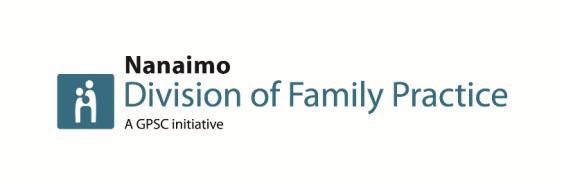 Nanaimo
Division of Family Practice
A GPSC initiative